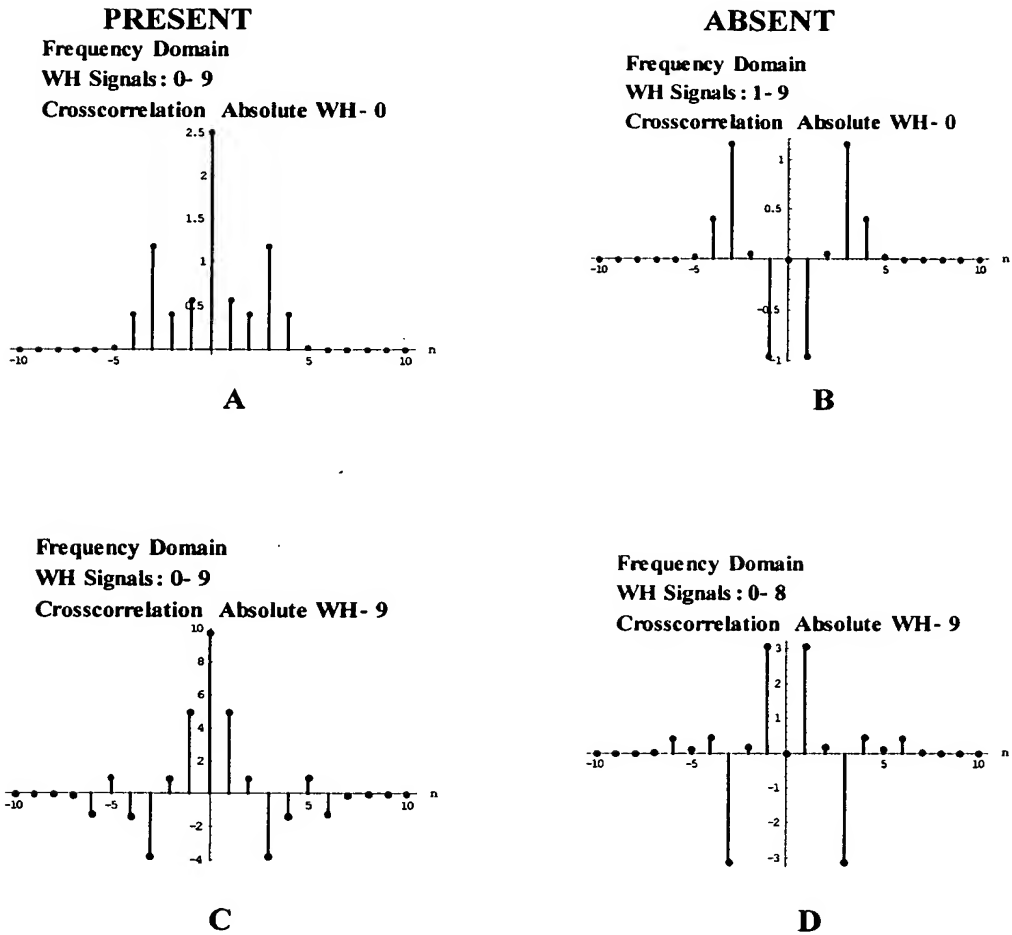 PRESENT
Frequency Domain
WH Signals: 0- 9
Crosscorrelation Absolute WH- 0
2.5
2
1.5
1
0.5
-10
-5
5
10
n
A
ABSENT
Frequency Domain
WH Signals: 1- 9
Crosscorrelation Absolute WH- 0
1
0.5
-10
-5
5
10
n
-0.5
-1
B
Frequency Domain
WH Signals: 0- 9
Crosscorrelation Absolute WH- 9
10
8
6
4
2
-10
-5
5
10
n
-2
-4
C
Frequency Domain
WH Signals: 0- 8
Crosscorrelation Absolute WH- 9
3
2
1
-10
-5
5
10
n
-1
-2
-3
D